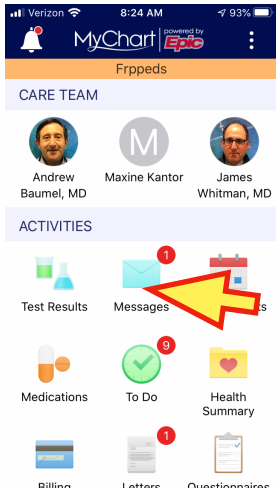 Verizon 8:24 AM 93%
MyChart powered by Epic
Frppeds
CARE TEAM
M
Andrew Baumel, MD
Maxine Kantor
James Whitman, MD
ACTIVITIES
1
Test Results Messages ts
9
Medications To Do Health Summary
1
Billing Letters Questionnaires